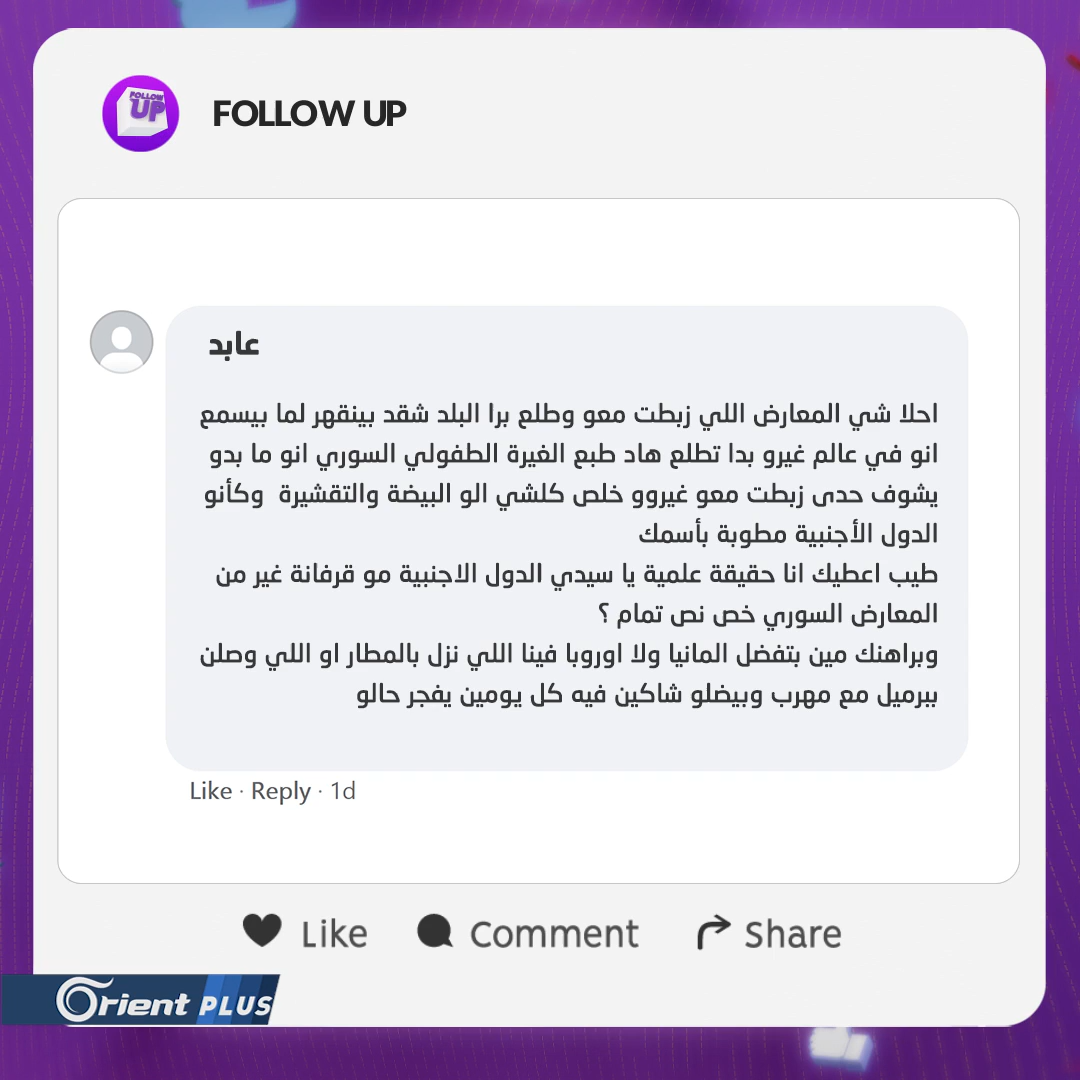 FOLLOW UP
FOLLOW UP
عابد
احلا شي المعارض اللي زبطت معو وطلع برا البلد شقد بينقهر لما بيسمع
انو في عالم غيرو بدا تطلع هاد طبع الغيرة الطفولي السوري انو ما بدو
يشوف حدى زبطت معو غيروو خلص كلشي الو البيضة والتقشيرة وكأنو
الدول الأجنبية مطوبة بأسمك
طيب اعطيك انا حقيقة علمية يا سيدي الدول الاجنبية مو قرفانة غير من
المعارض السوري خص نص تمام ؟
وبراهنك مين بتفضل المانيا ولا اوروبا فينا اللي نزل بالمطار او اللي وصلن
ببرميل مع مهرب وبيضلو شاكين فيه كل يومين يفجر حالو
Like · Reply · 1d
Like Comment Share
Orient PLUS